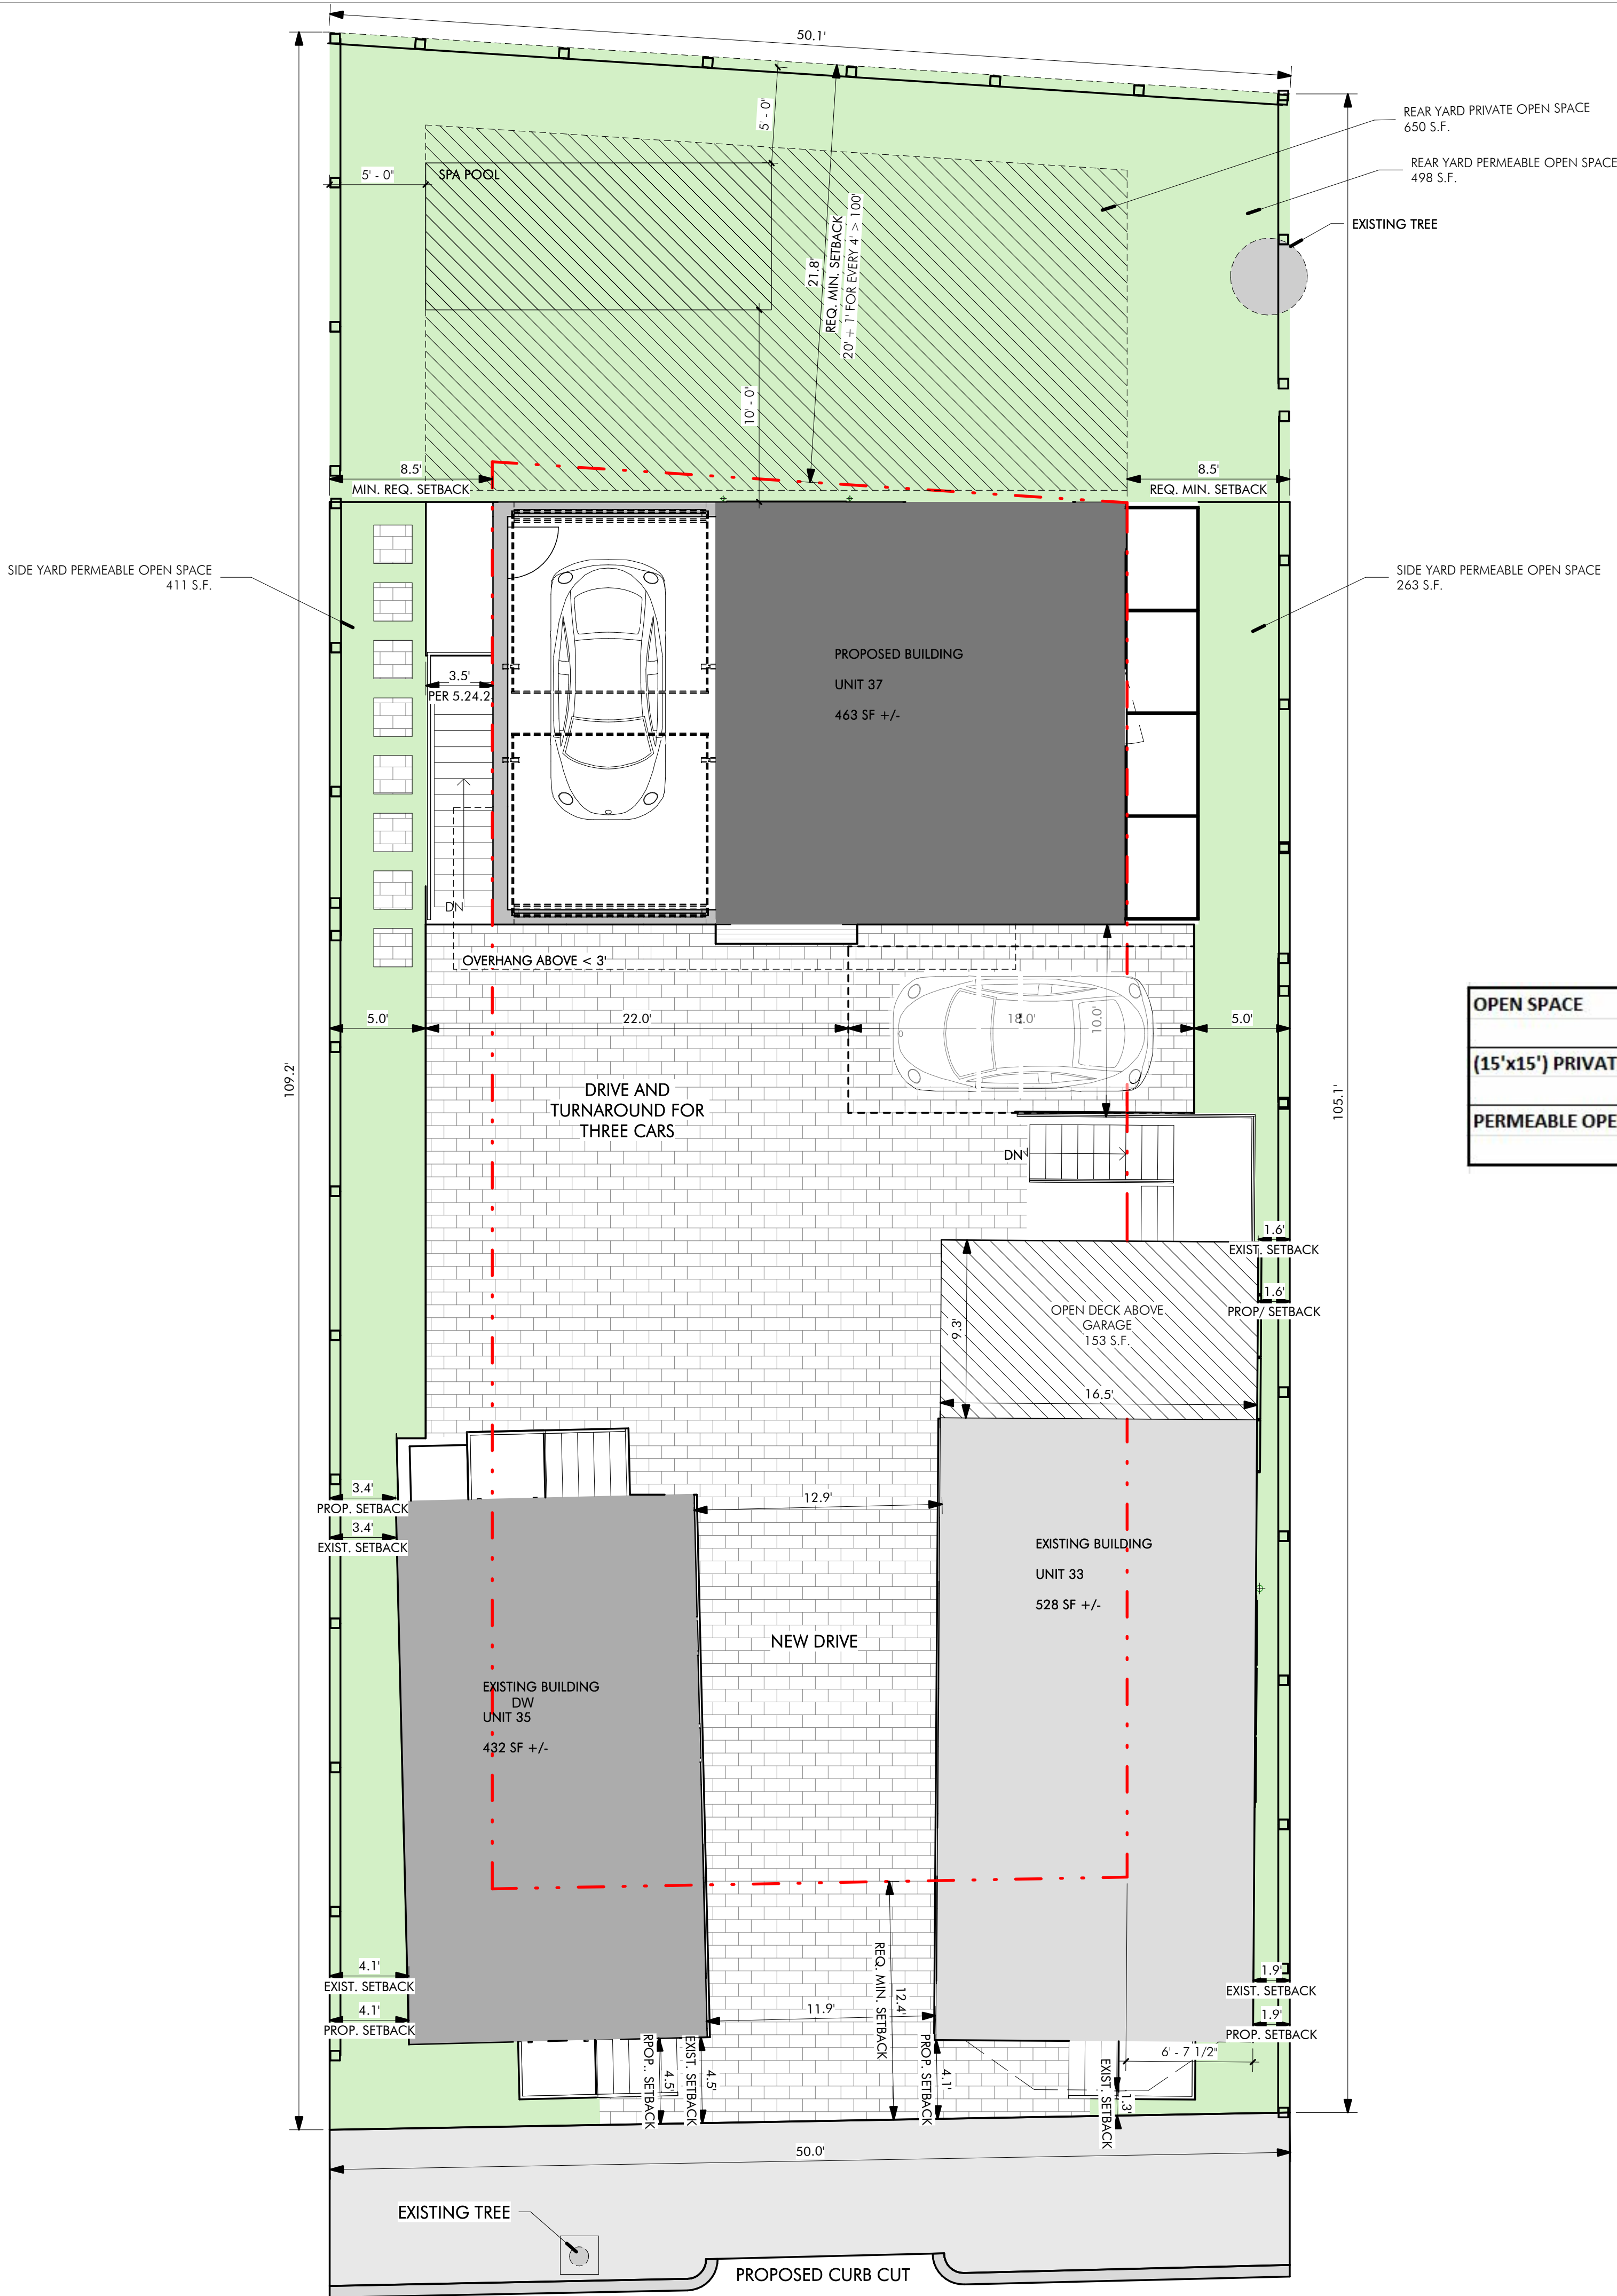 50.1'
REAR YARD PRIVATE OPEN SPACE
650 S.F.
5' - 0"
REAR YARD PERMEABLE OPEN SPACE
498 S.F.
5' - 0"
SPA POOL
EXISTING TREE
21.8'
REQ. MIN. SETBACK
20' + 1' FOR EVERY 4' > 100'
10' - 0"
8.5'
MIN. REQ. SETBACK
8.5'
REQ. MIN. SETBACK
SIDE YARD PERMEABLE OPEN SPACE
411 S.F.
SIDE YARD PERMEABLE OPEN SPACE
263 S.F.
PROPOSED BUILDING
UNIT 37
463 SF +/-
3.5'
PER 5.24.2
DN
OVERHANG ABOVE < 3'
5.0'
22.0'
18.0'
10.0'
5.0'
OPEN SPACE
(15'x15') PRIVAT
PERMEABLE OPE
109.2'
105.1'
DRIVE AND
TURNAROUND FOR
THREE CARS
DN
1.6'
EXIST. SETBACK
1.6'
PROP/ SETBACK
OPEN DECK ABOVE
GARAGE
153 S.F.
9.3'
16.5'
3.4'
PROP. SETBACK
3.4'
EXIST. SETBACK
12.9'
EXISTING BUILDING
UNIT 33
528 SF +/-
NEW DRIVE
EXISTING BUILDING
DW
UNIT 35
432 SF +/-
4.1'
EXIST. SETBACK
4.1'
PROP. SETBACK
REQ. MIN. SETBACK
12.4'
11.9'
1.9'
EXIST. SETBACK
1.9'
PROP. SETBACK
6' - 7 1/2"
RPOP.. SETBACK
4.5'
EXIST. SETBACK
4.5'
PROP. SETBACK
4.1'
EXIST. SETBACK
1.3'
50.0'
EXISTING TREE
PROPOSED CURB CUT